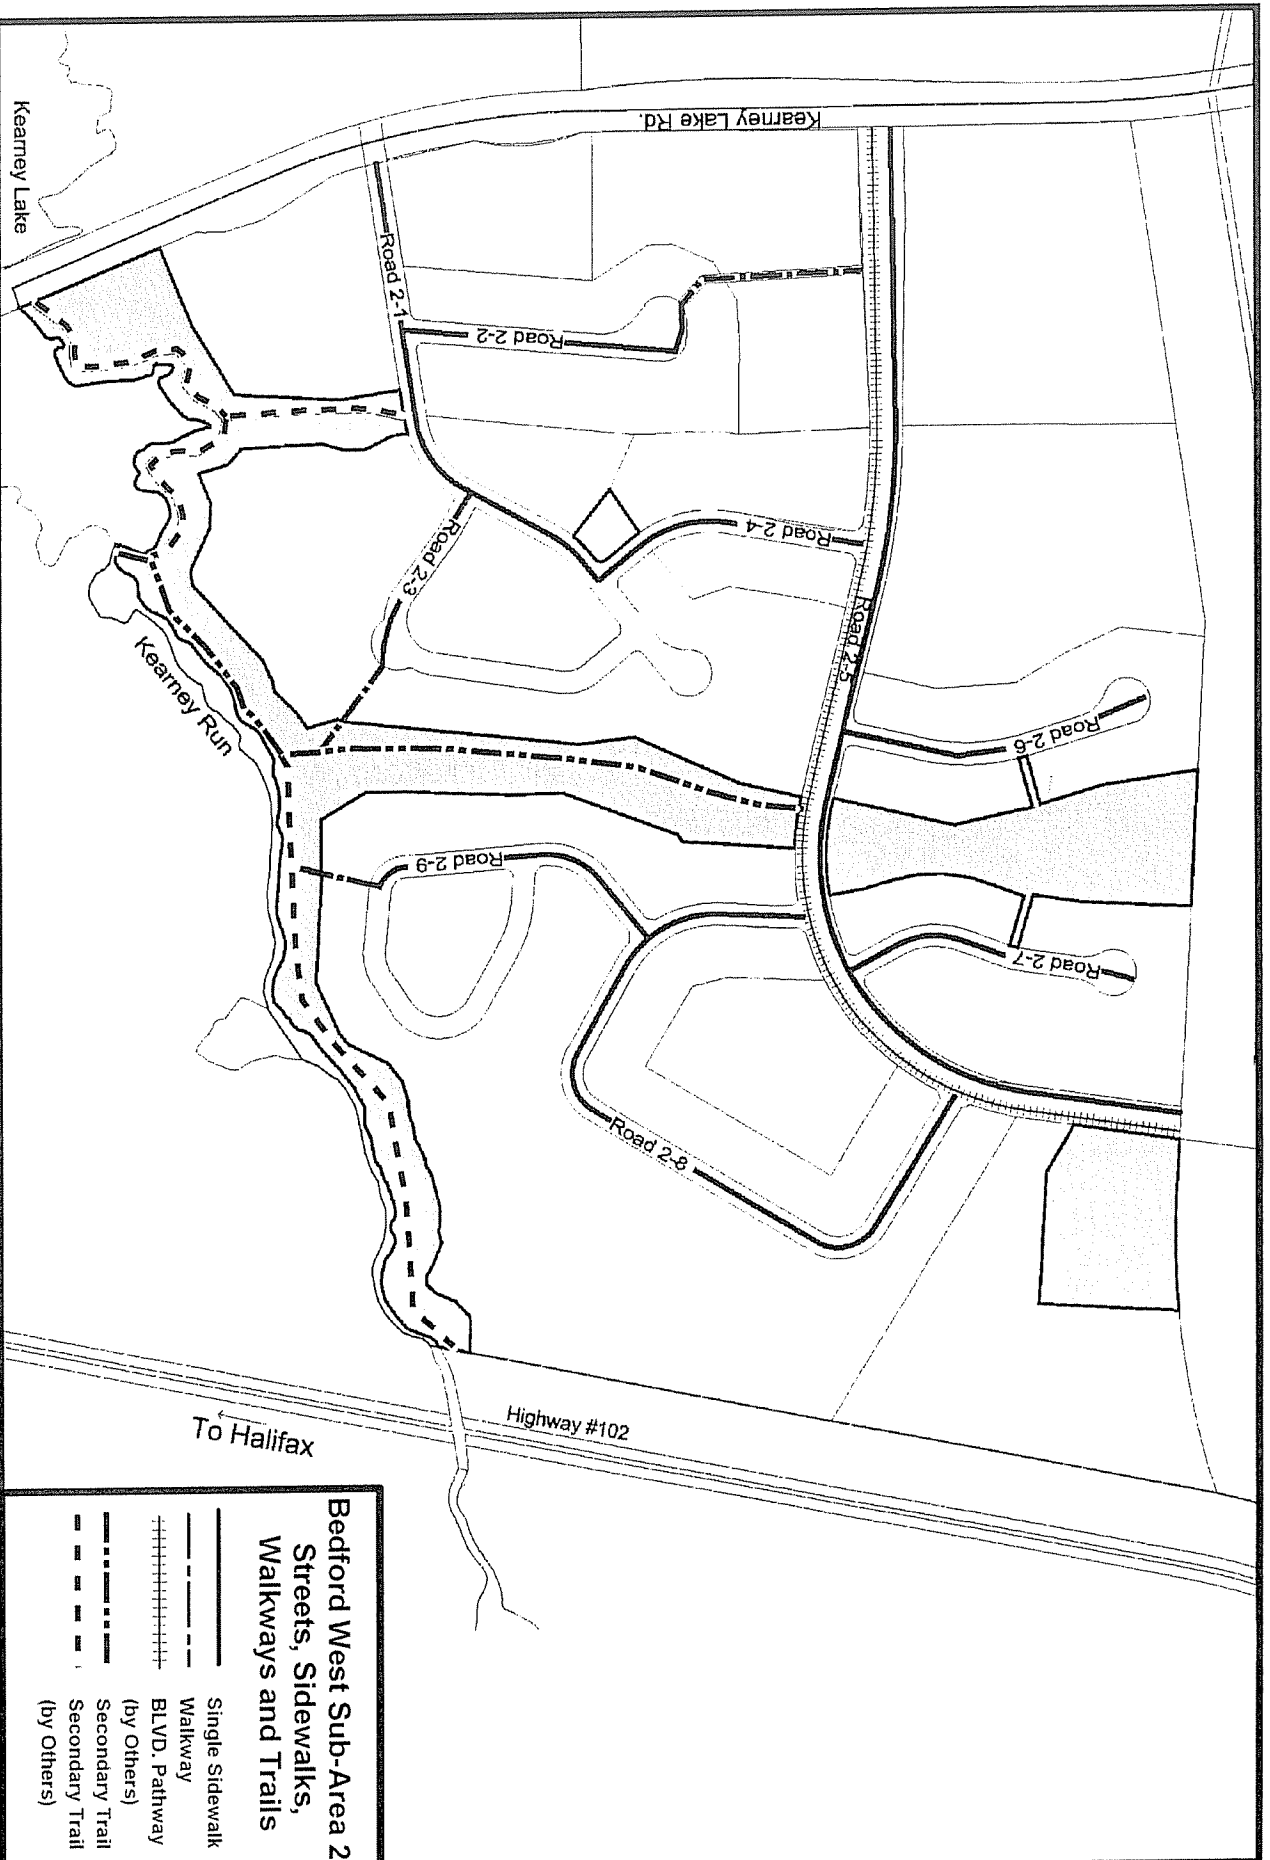 Kearney Lake Rd.
Kearney Lake
Road 2-1
Road 2-2
Road 2-3
Road 2-4
Road 2-5
Road 2-6
Road 2-7
Road 2-8
Road 2-9
Kearney Run
Highway #102
To Halifax
Bedford West Sub-Area 2
Streets, Sidewalks,
Walkways and Trails
Single Sidewalk
Walkway
BLVD. Pathway
(by Others)
Secondary Trail
Secondary Trail
(by Others)